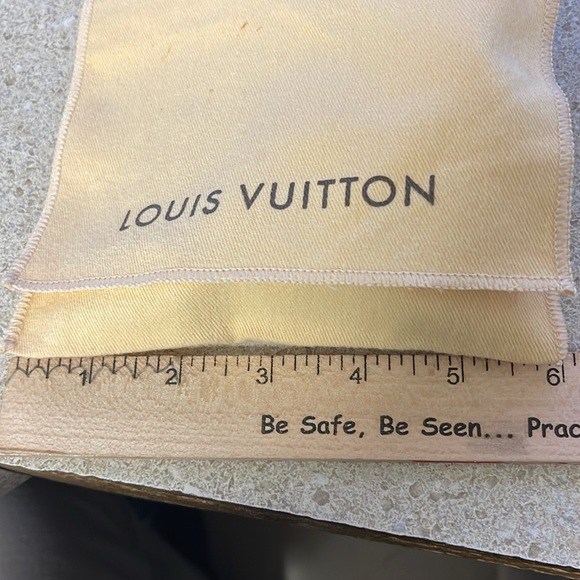 LOUIS VUITTON
1 2 3 4 5 6
Be Safe, Be Seen... Prac